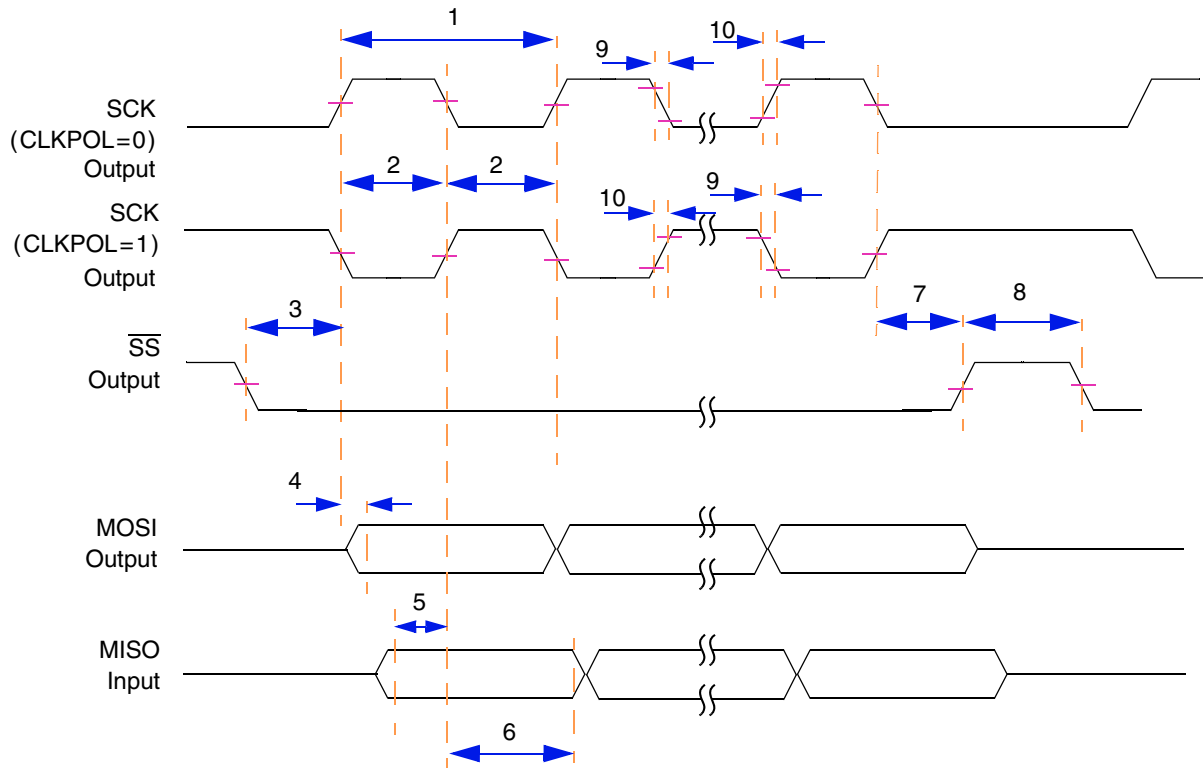 1
9
10
SCK
(CLKPOL=0)
Output
2
2
SCK
(CLKPOL=1)
Output
10
9
3
7
8
SS
Output
4
MOSI
Output
5
MISO
Input
6